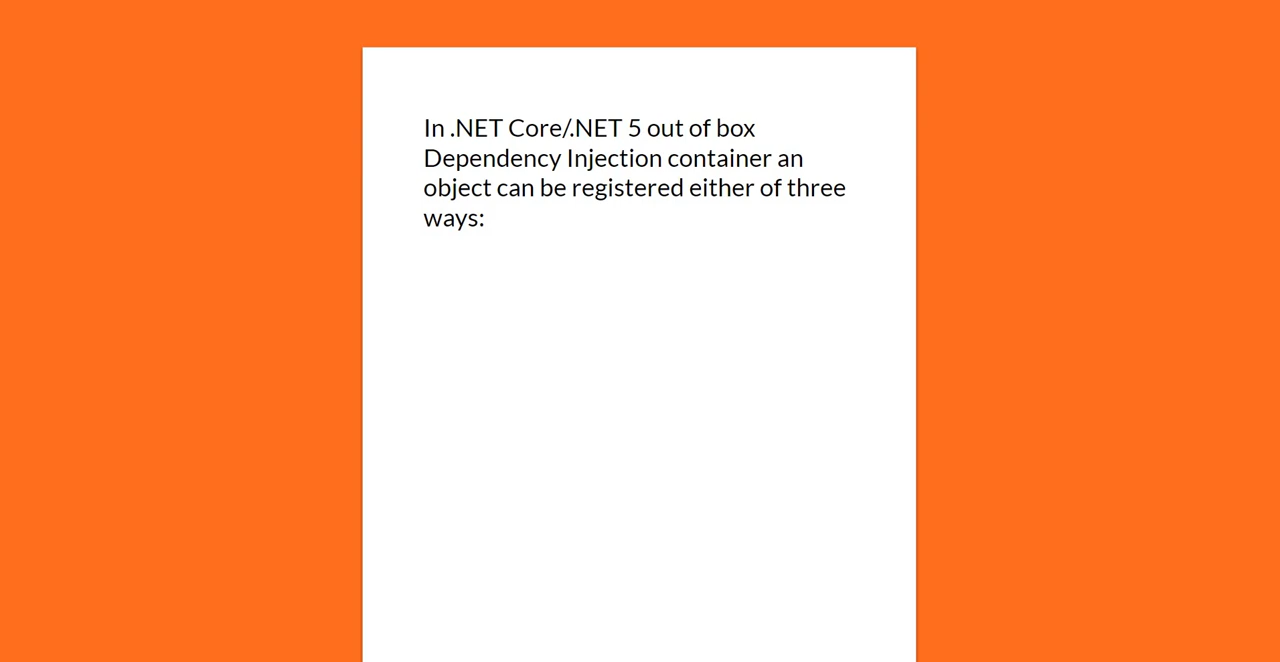 In .NET Core/.NET 5 out of box
Dependency Injection container an
object can be registered either of three
ways: